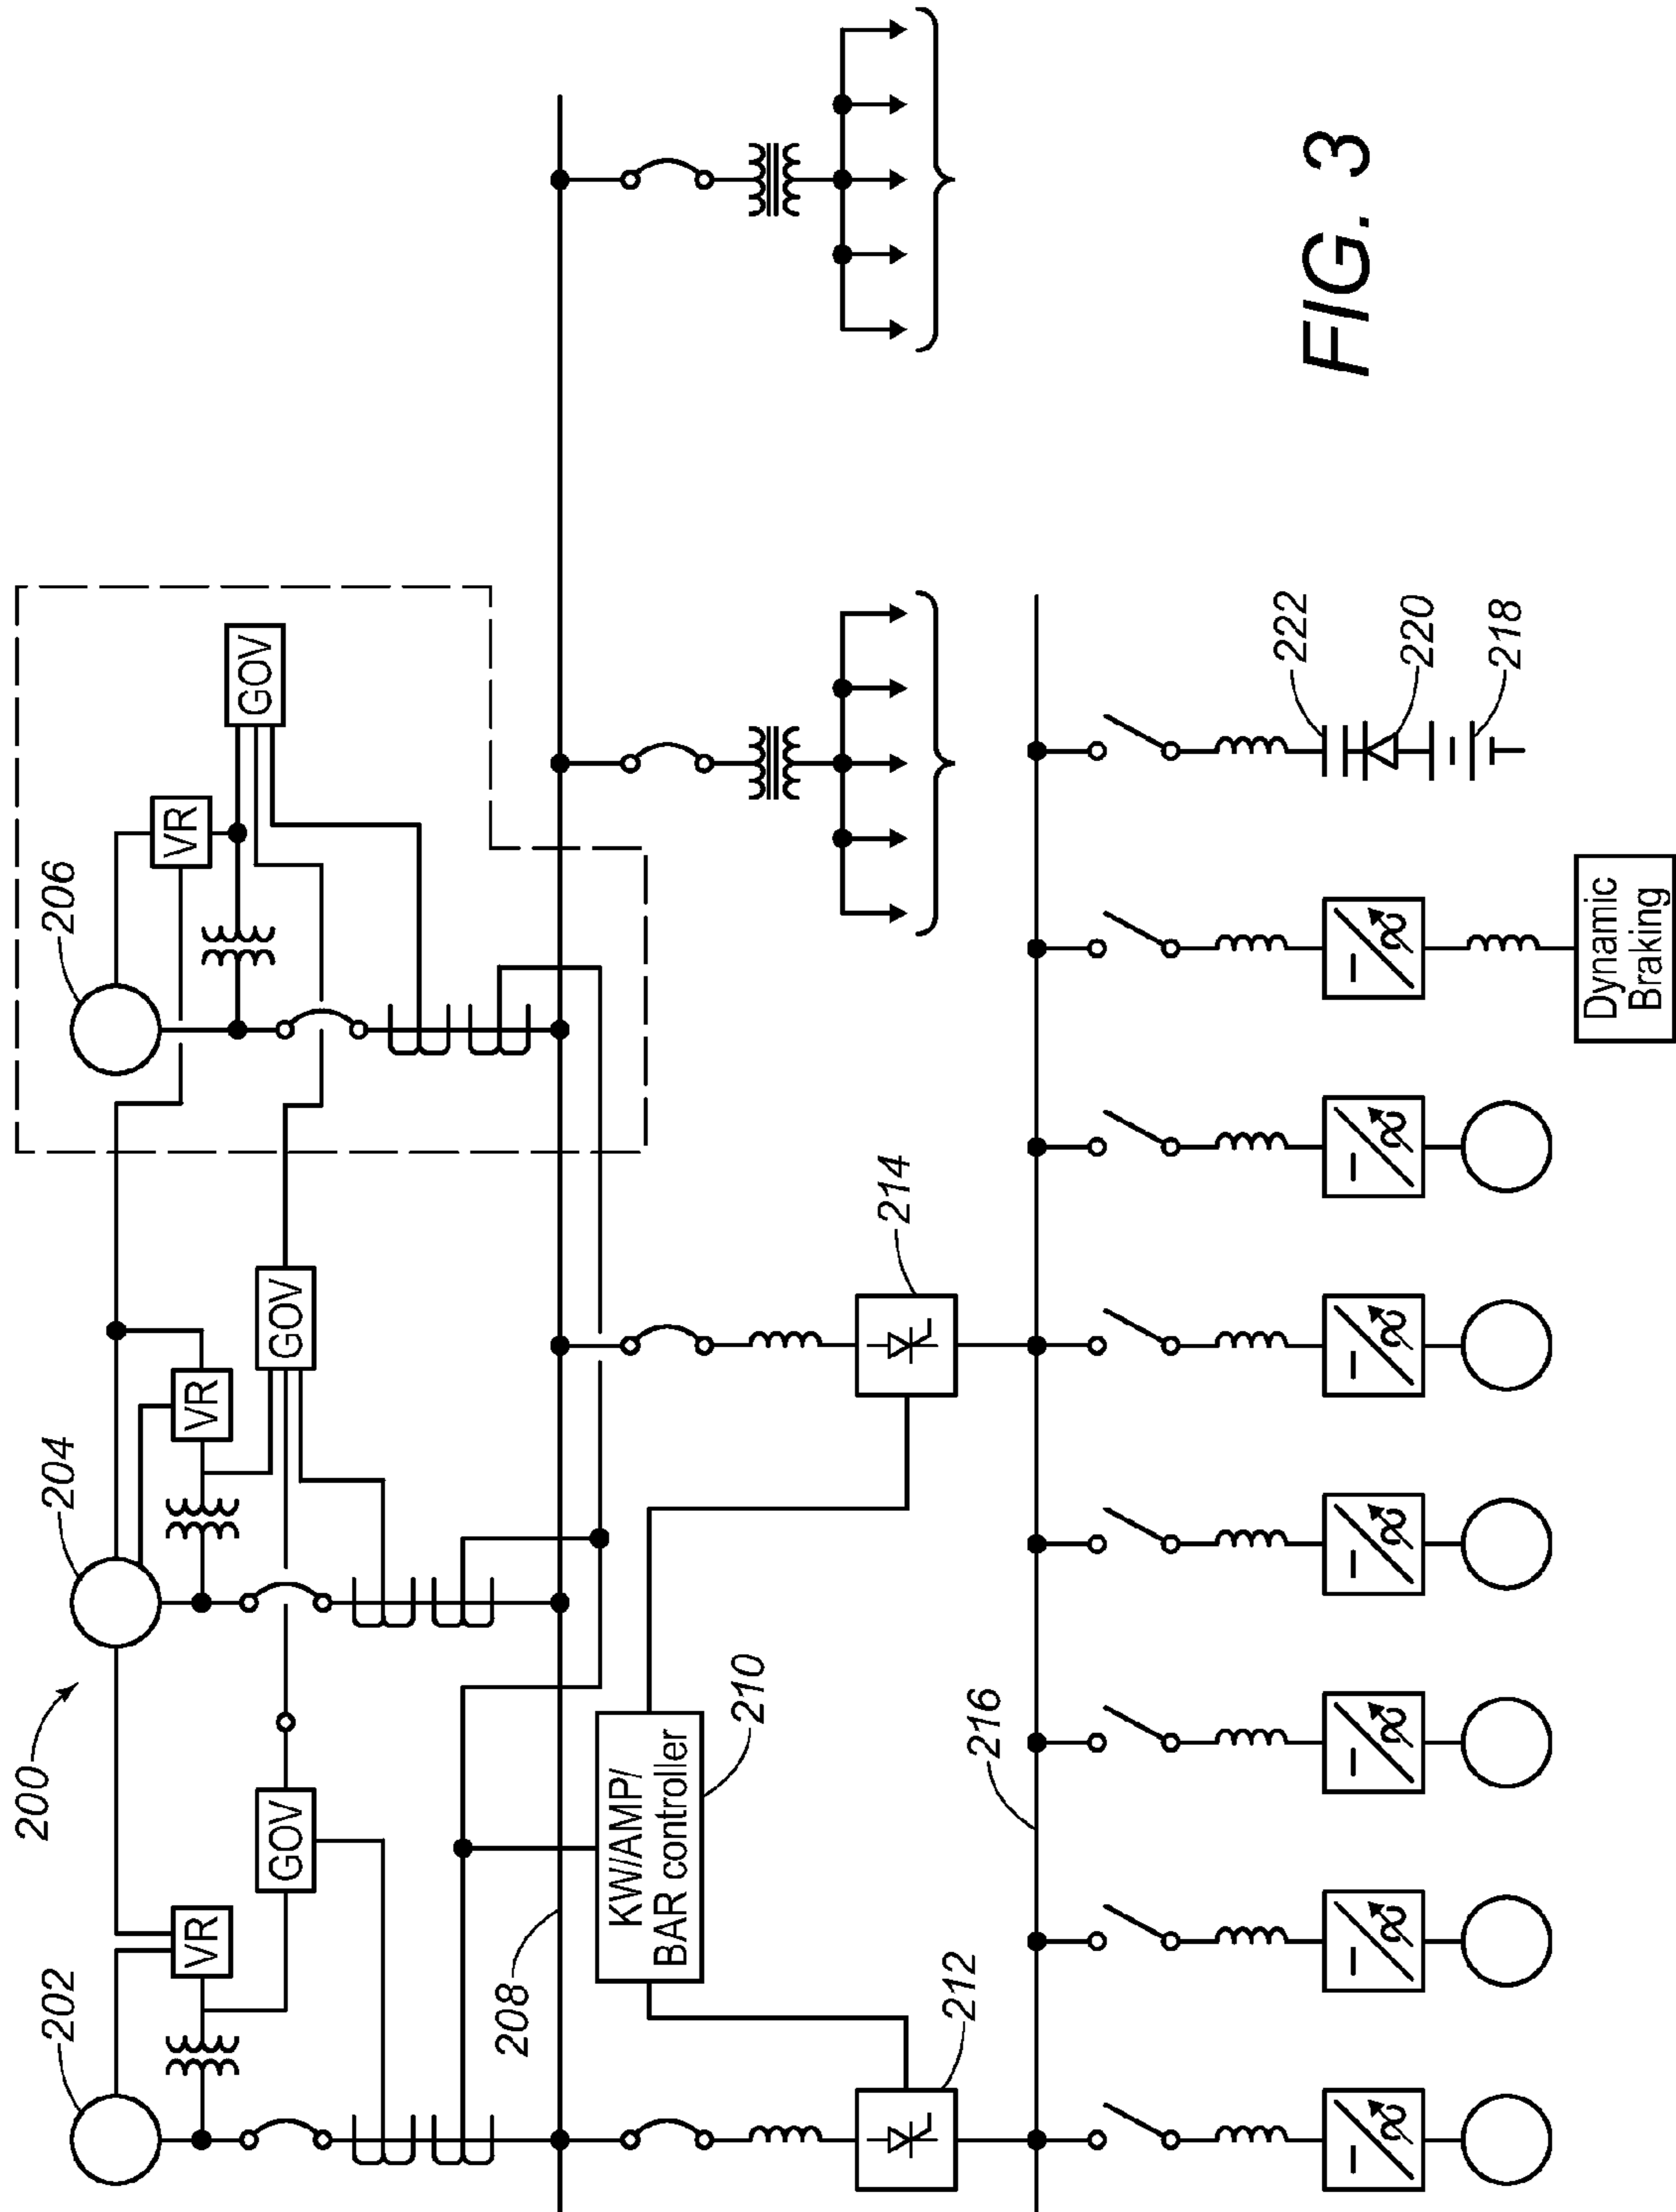 200
202
204
206
VR
VR
VR
GOV
GOV
GOV
208
KW/AMP/
BAR controller
210
212
214
216
222
220
218
Dynamic
Braking
FIG. 3